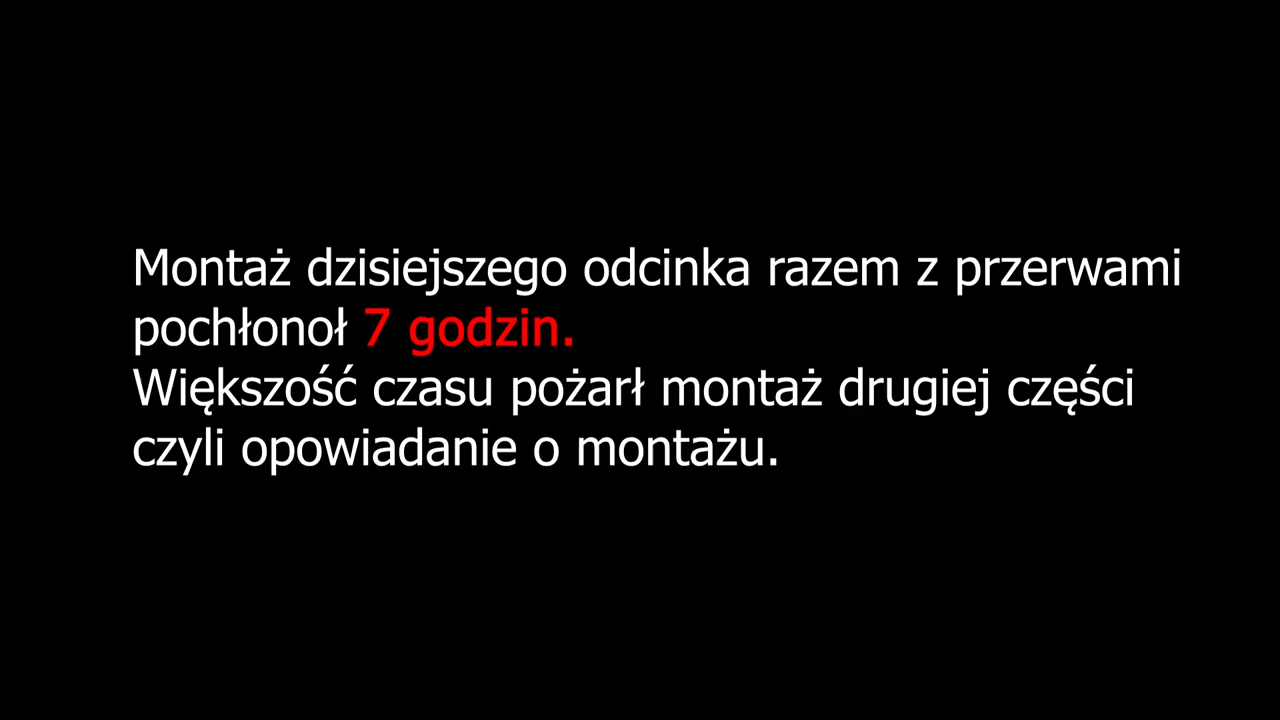 Montaż dzisiejszego odcinka razem z przerwami
pochłonoł 7 godzin.
Większość czasu pożarł montaż drugiej części
czyli opowiadanie o montażu.